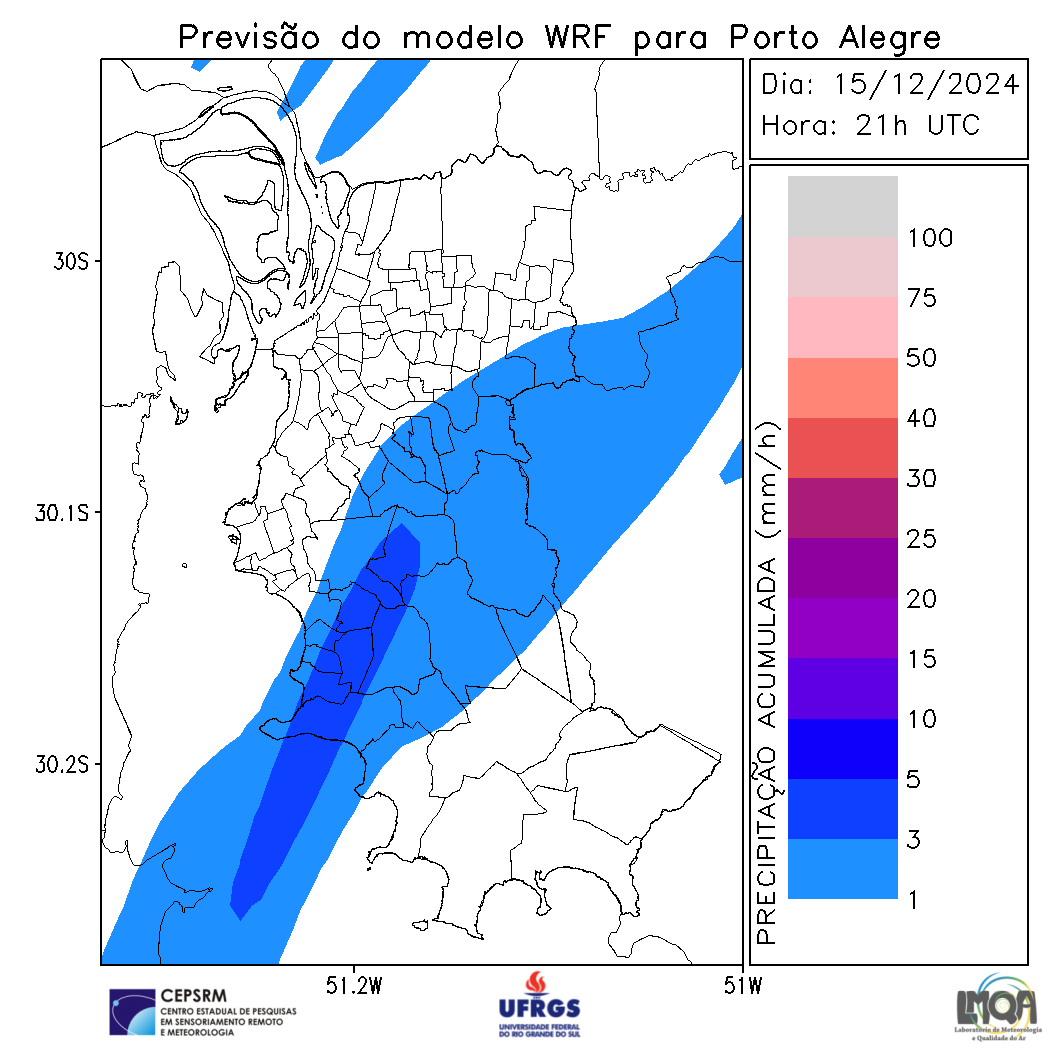 Previsão do modelo WRF para Porto Alegre
Dia: 15/12/2024
Hora: 21h UTC
30S
30.1S
30.2S
51.2W
51W
PRECIPITAÇÃO ACUMULADA (mm/h)
100
75
50
40
30
25
20
15
10
5
3
1
CEPSRM
CENTRO ESTADUAL DE PESQUISAS
EM SENSORIAMENTO REMOTO
E METEOROLOGIA
UFRGS
UNIVERSIDADE FEDERAL
DO RIO GRANDE DO SUL
LMQA
Laboratório de Meteorologia
e Qualidade do Ar